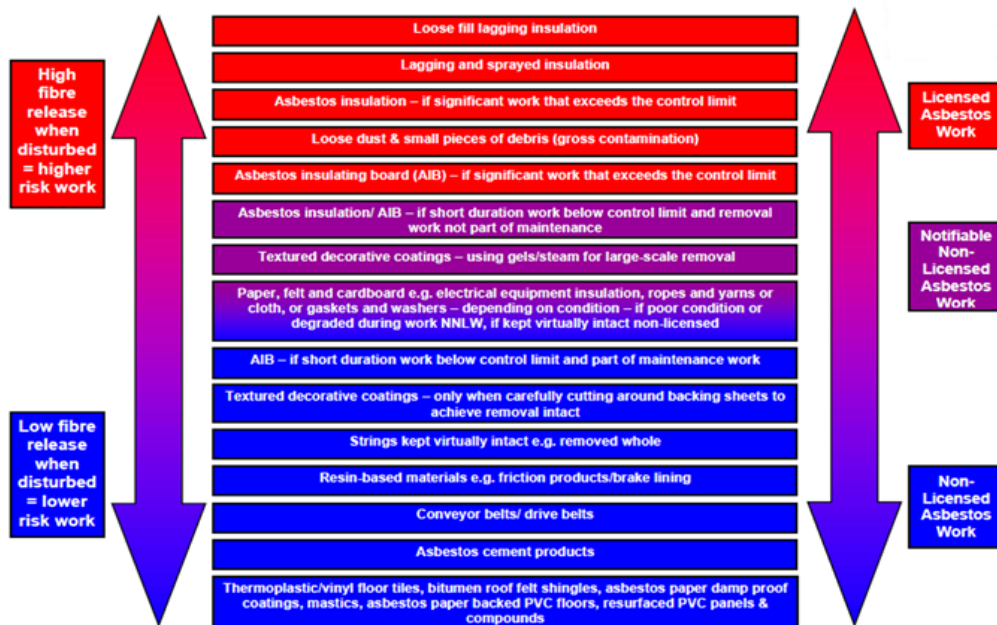 High
fibre
release
when
disturbed
= higher
risk work
Low fibre
release
when
disturbed
= lower
risk work
Loose fill lagging insulation
Lagging and sprayed insulation
Asbestos insulation – if significant work that exceeds the control limit
Loose dust & small pieces of debris (gross contamination)
Asbestos insulating board (AIB) – if significant work that exceeds the control limit
Asbestos insulation/ AIB – if short duration work below control limit and removal
work not part of maintenance
Textured decorative coatings – using gels/steam for large-scale removal
Paper, felt and cardboard e.g. electrical equipment insulation, ropes and yarns or
cloth, or gaskets and washers – depending on condition – if poor condition or
degraded during work NNLW, if kept virtually intact non-licensed
AIB – if short duration work below control limit and part of maintenance work
Textured decorative coatings – only when carefully cutting around backing sheets to
achieve removal intact
Strings kept virtually intact e.g. removed whole
Resin-based materials e.g. friction products/brake lining
Conveyor belts/ drive belts
Asbestos cement products
Thermoplastic/vinyl floor tiles, bitumen roof felt shingles, asbestos paper damp proof
coatings, mastics, asbestos paper backed PVC floors, resurfaced PVC panels &
compounds
Licensed
Asbestos
Work
Notifiable
Non-
Licensed
Asbestos
Work
Non-
Licensed
Asbestos
Work